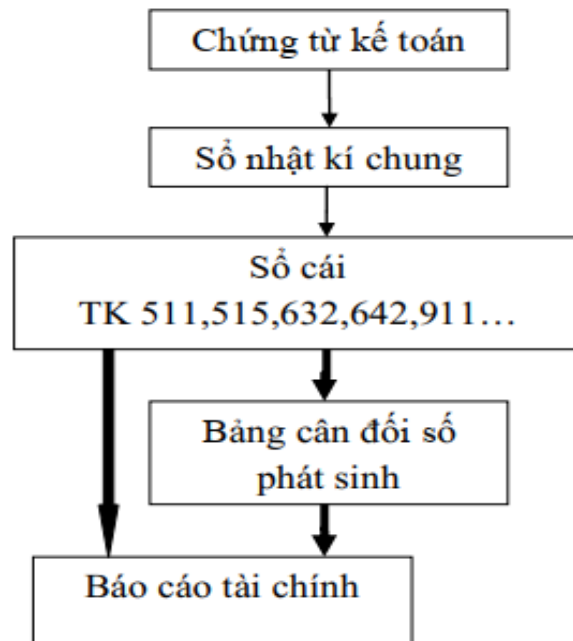 Chứng từ kế toán
Sổ nhật kí chung
Sổ cái
TK 511,515,632,642,911…
Bảng cân đối số
phát sinh
Báo cáo tài chính